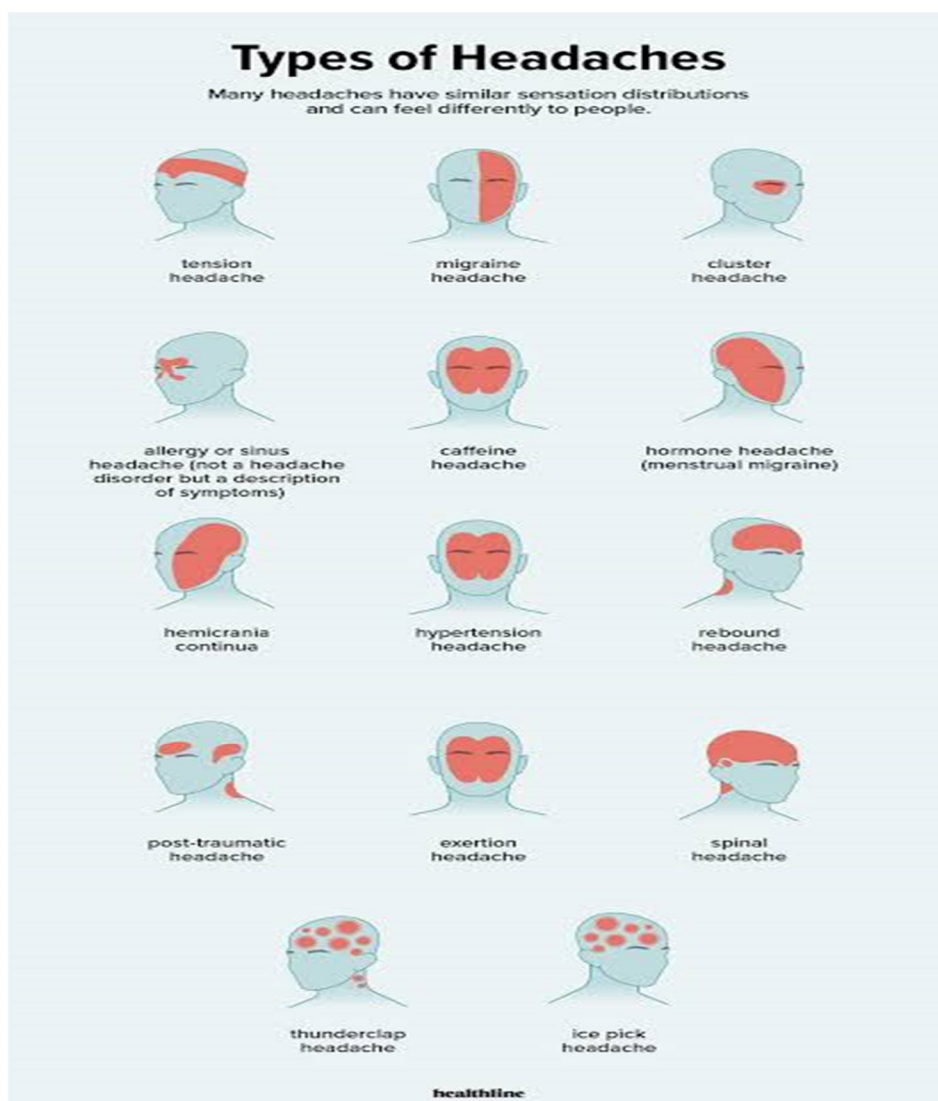 Types of Headaches
Many headaches have similar sensation distributions
and can feel differently to people.
tension
headache
migraine
headache
cluster
headache
allergy or sinus
headache (not a headache
disorder but a description
of symptoms)
caffeine
headache
hormone headache
(menstrual migraine)
hemicrania
continua
hypertension
headache
rebound
headache
post-traumatic
headache
exertion
headache
spinal
headache
thunderclap
headache
ice pick
headache
healthline